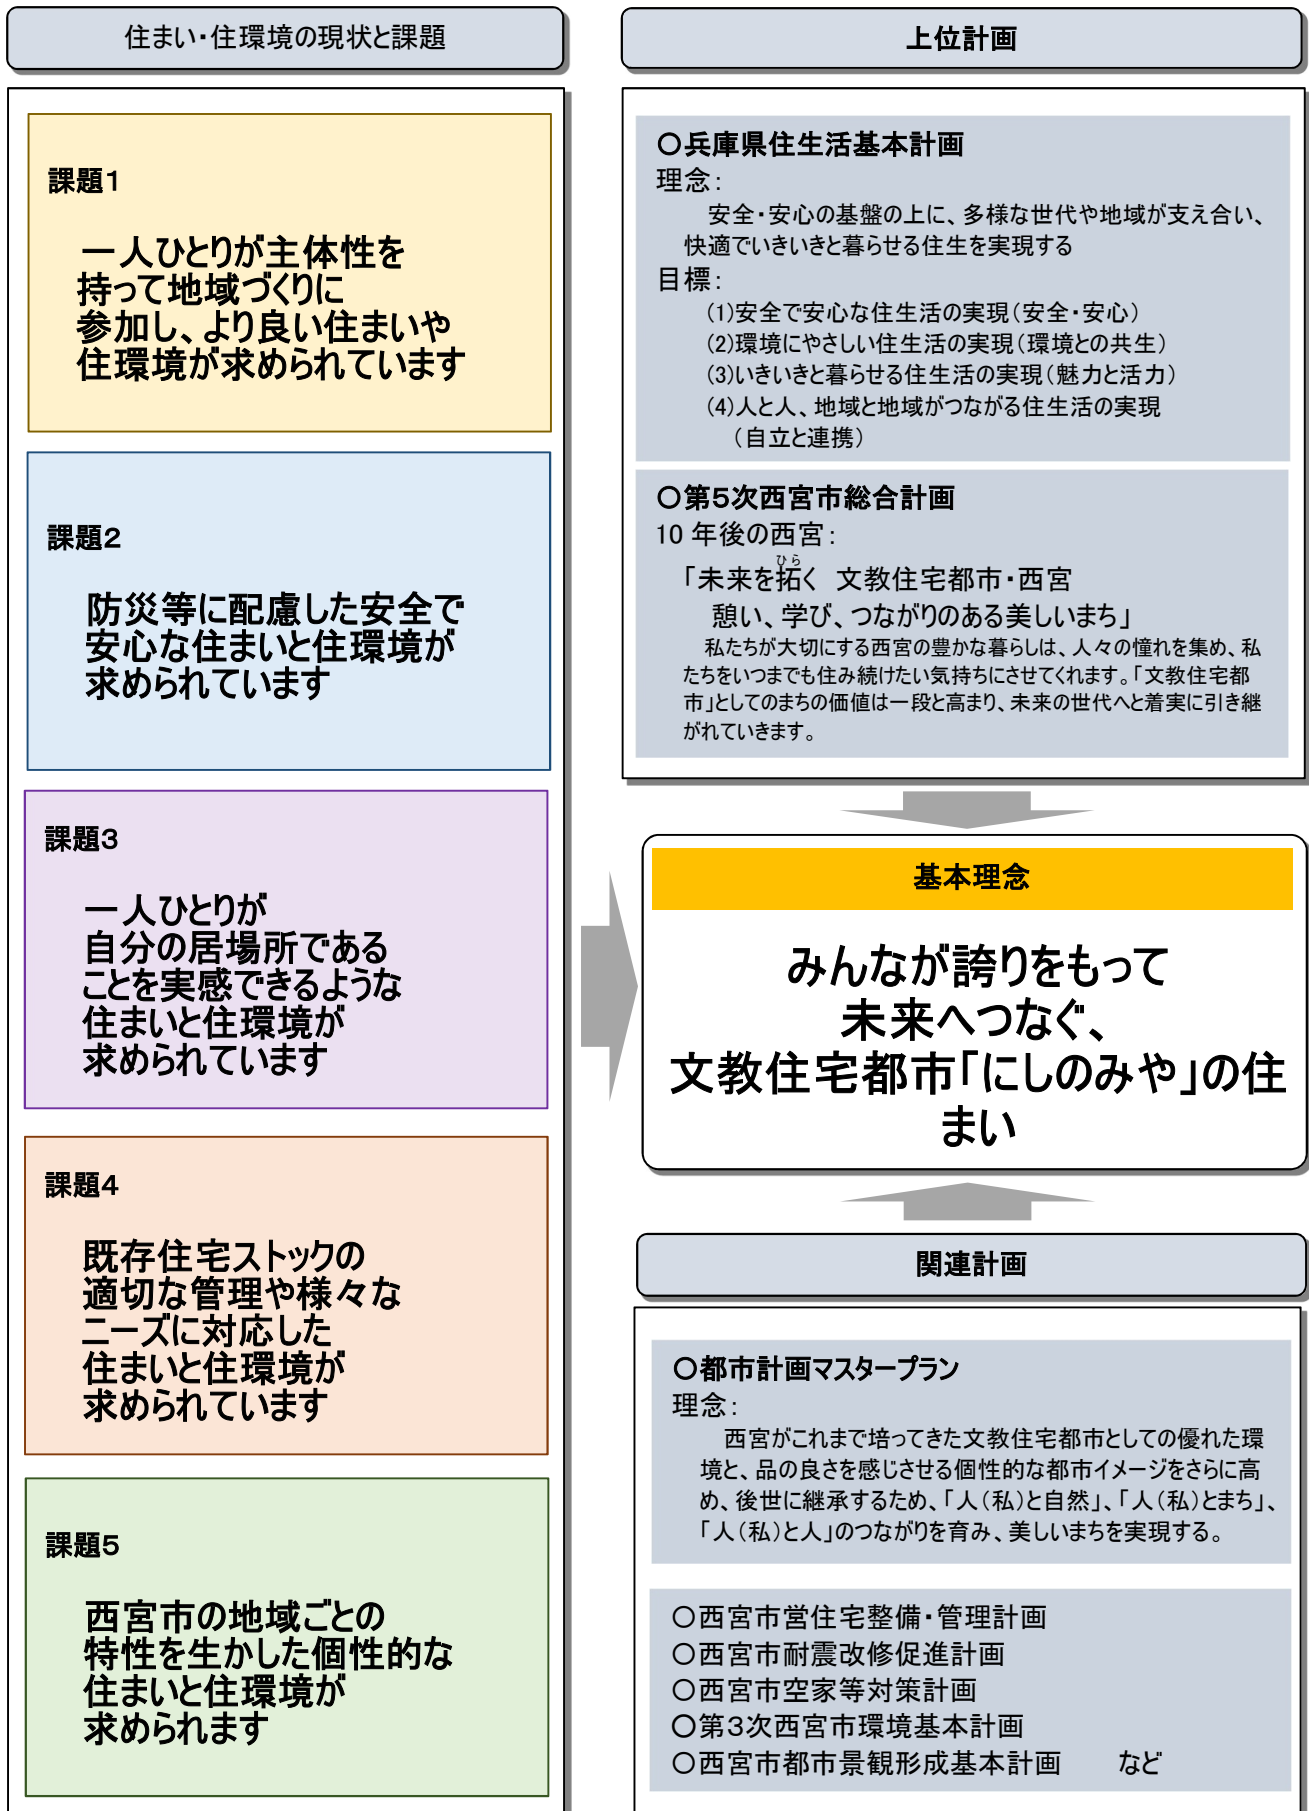 住まい・住環境の現状と課題
課題1
一人ひとりが主体性を
持って地域づくりに
参加し、より良い住まいや
住環境が求められています
課題2
防災等に配慮した安全で
安心な住まいと住環境が
求められています
課題3
一人ひとりが
自分の居場所である
ことを実感できるような
住まいと住環境が
求められています
課題4
既存住宅ストックの
適切な管理や様々な
ニーズに対応した
住まいと住環境が
求められています
課題5
西宮市の地域ごとの
特性を生かした個性的な
住まいと住環境が
求められます
上位計画
〇兵庫県住生活基本計画
理念：
安全・安心の基盤の上に、多様な世代や地域が支え合い、
快適でいきいきと暮らせる住生を実現する
目標：
(1)安全で安心な住生活の実現（安全・安心）
(2)環境にやさしい住生活の実現（環境との共生）
(3)いきいきと暮らせる住生活の実現（魅力と活力）
(4)人と人、地域と地域がつながる住生活の実現
（自立と連携）
〇第5次西宮市総合計画
10 年後の西宮：
ひら
「未来を拓く　文教住宅都市・西宮
憩い、学び、つながりのある美しいまち」
私たちが大切にする西宮の豊かな暮らしは、人々の憧れを集め、私
たちをいつまでも住み続けたい気持ちにさせてくれます。「文教住宅都
市」としてのまちの価値は一段と高まり、未来の世代へと着実に引き継
がれていきます。
基本理念
みんなが誇りをもって
未来へつなぐ、
文教住宅都市「にしのみや」の住
まい
関連計画
〇都市計画マスタープラン
理念：
西宮がこれまで培ってきた文教住宅都市としての優れた環
境と、品の良さを感じさせる個性的な都市イメージをさらに高
め、後世に継承するため、「人（私）と自然」、「人（私）とまち」、
「人（私）と人」のつながりを育み、美しいまちを実現する。
〇西宮市営住宅整備・管理計画
〇西宮市耐震改修促進計画
〇西宮市空家等対策計画
〇第3次西宮市環境基本計画
〇西宮市都市景観形成基本計画　　など